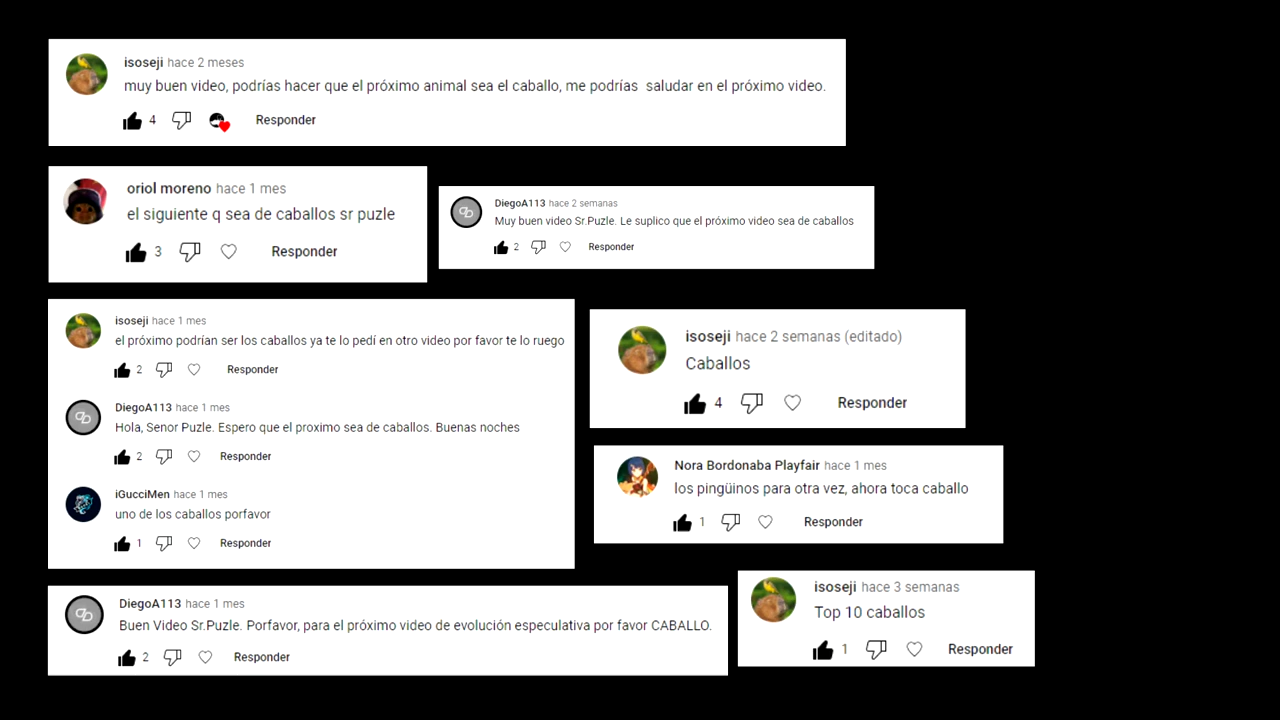 isoseji hace 2 meses
muy buen video, podrías hacer que el próximo animal sea el caballo, me podrías saludar en el próximo video.
4 Responder
oriol moreno hace 1 mes
el siguiente q sea de caballos sr puzle
3 Responder
DiegoA113 hace 2 semanas
Muy buen video Sr.Puzle. Le suplico que el próximo video sea de caballos
2 Responder
isoseji hace 1 mes
el próximo podrían ser los caballos ya te lo pedí en otro video por favor te lo ruego
2 Responder
DiegoA113 hace 1 mes
Hola, Senor Puzle. Espero que el proximo sea de caballos. Buenas noches
2 Responder
iGucciMen hace 1 mes
uno de los caballos porfavor
1 Responder
isoseji hace 2 semanas (editado)
Caballos
4 Responder
Nora Bordonaba Playfair hace 1 mes
los pingüinos para otra vez, ahora toca caballo
1 Responder
DiegoA113 hace 1 mes
Buen Video Sr.Puzle. Porfavor, para el próximo video de evolución especulativa por favor CABALLO.
2 Responder
isoseji hace 3 semanas
Top 10 caballos
1 Responder